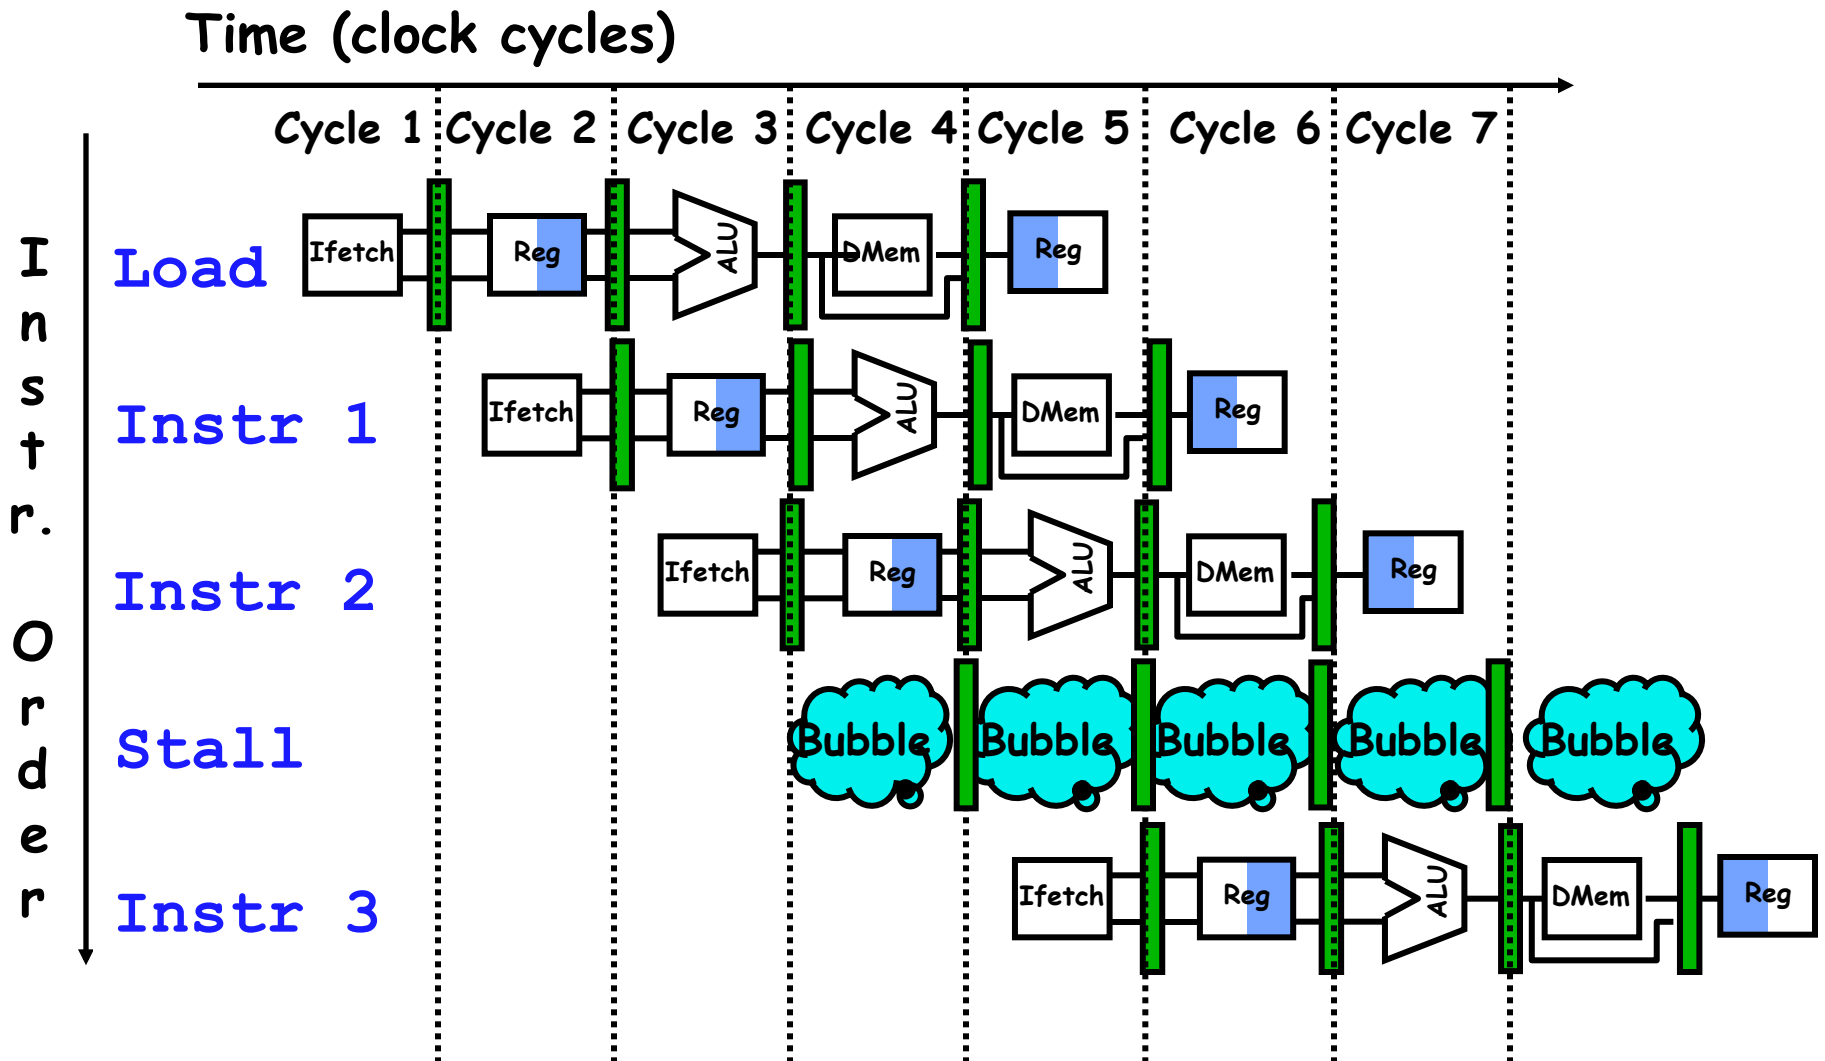 Time (clock cycles)
Cycle 1 Cycle 2 Cycle 3 Cycle 4 Cycle 5 Cycle 6 Cycle 7
Instr. Order
Load Ifetch Reg ALU DMem Reg
Instr 1 Ifetch Reg ALU DMem Reg
Instr 2 Ifetch Reg ALU DMem Reg
Stall Bubble Bubble Bubble Bubble Bubble
Instr 3 Ifetch Reg ALU DMem Reg